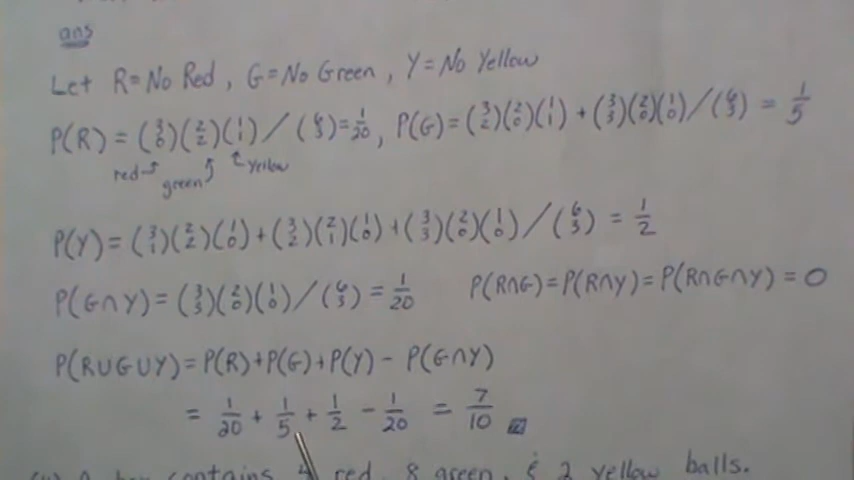 ans
Let R=No Red, G=No Green, Y=No Yellow
P(R) = (3 0)(2 2)(1 1)/(6 3)=1/20, P(G)=(3 2)(2 0)(1 1)+(3 3)(2 0)(1 0)/(6 3) = 1/5
red green yellow
P(Y)=(3 1)(2 2)(1 0)+(3 2)(2 1)(1 0)+(3 3)(2 0)(1 0)/(6 3) = 1/2
P(G∩Y)=(3 3)(2 0)(1 0)/(6 3) = 1/20 P(R∩G)=P(R∩Y)=P(R∩G∩Y)=0
P(R∪G∪Y)=P(R)+P(G)+P(Y)- P(G∩Y)
= 1/20 + 1/5 + 1/2 - 1/20 = 7/10
contains 4 red, 8 green, & 2 yellow balls.